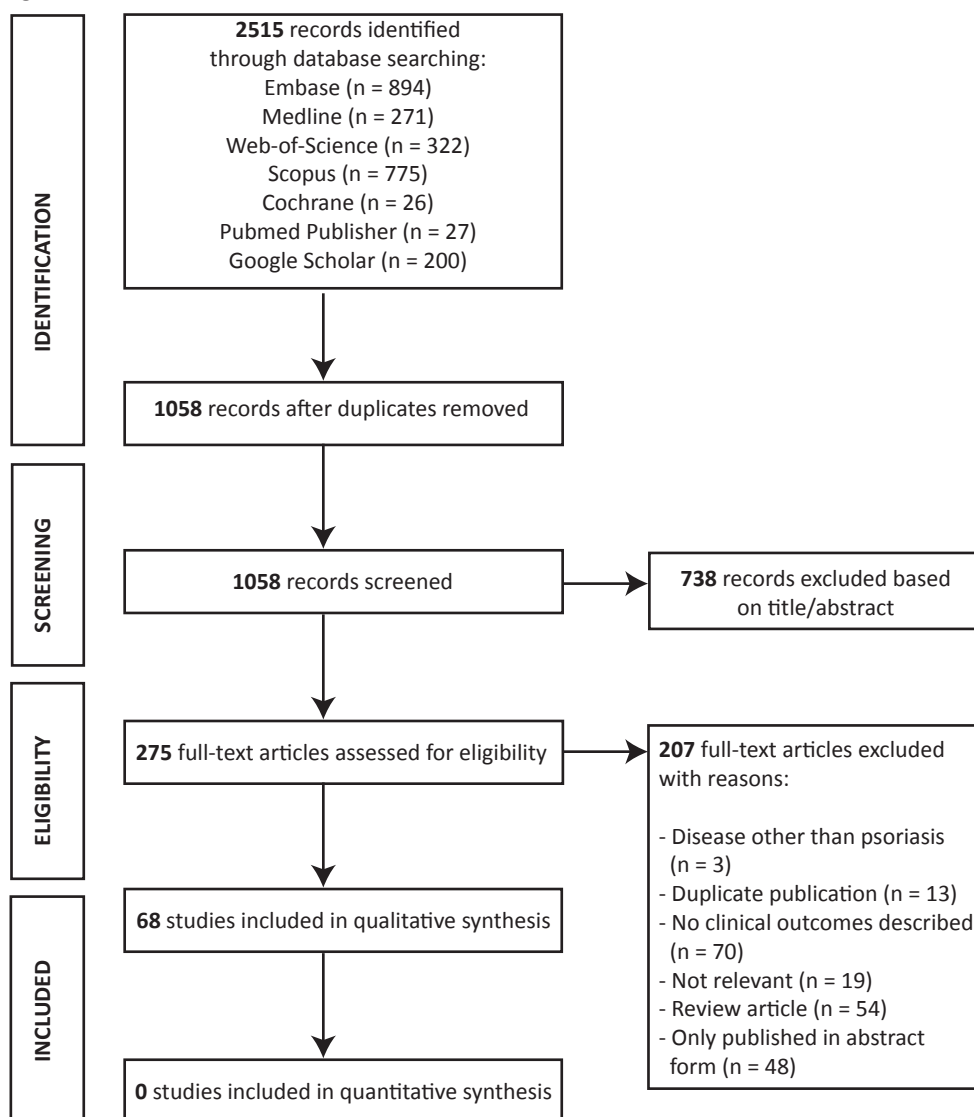 IDENTIFICATION
2515 records identified
through database searching:
Embase (n = 894)
Medline (n = 271)
Web-of-Science (n = 322)
Scopus (n = 775)
Cochrane (n = 26)
Pubmed Publisher (n = 27)
Google Scholar (n = 200)
1058 records after duplicates removed
SCREENING
1058 records screened
738 records excluded based
on title/abstract
ELIGIBILITY
275 full-text articles assessed for eligibility
207 full-text articles excluded
with reasons:
- Disease other than psoriasis
(n = 3)
- Duplicate publication (n = 13)
- No clinical outcomes described
(n = 70)
- Not relevant (n = 19)
- Review article (n = 54)
- Only published in abstract
form (n = 48)
INCLUDED
68 studies included in qualitative synthesis
0 studies included in quantitative synthesis